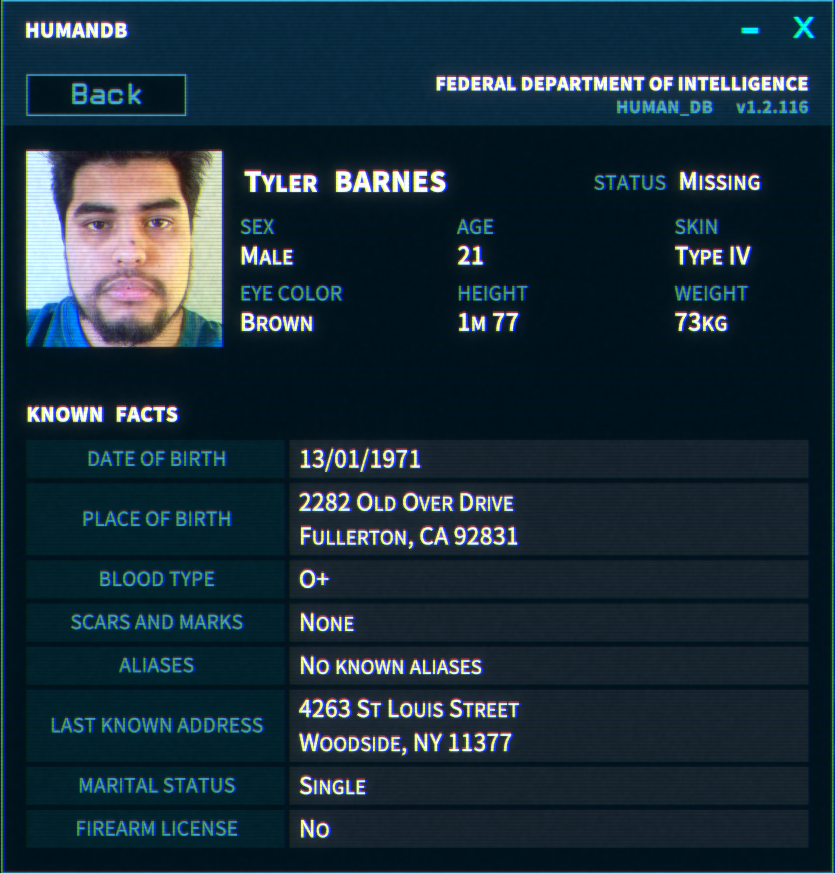 HUMANDB
Back
FEDERAL DEPARTMENT OF INTELLIGENCE
HUMAN_DB v1.2.116
Tyler BARNES
STATUS Missing
SEX AGE SKIN
Male 21 Type IV
EYE COLOR HEIGHT WEIGHT
Brown 1m 77 73kg
KNOWN FACTS
DATE OF BIRTH 13/01/1971
PLACE OF BIRTH 2282 Old Over Drive
Fullerton, CA 92831
BLOOD TYPE O+
SCARS AND MARKS None
ALIASES No known aliases
LAST KNOWN ADDRESS 4263 St Louis Street
Woodside, NY 11377
MARITAL STATUS Single
FIREARM LICENSE No